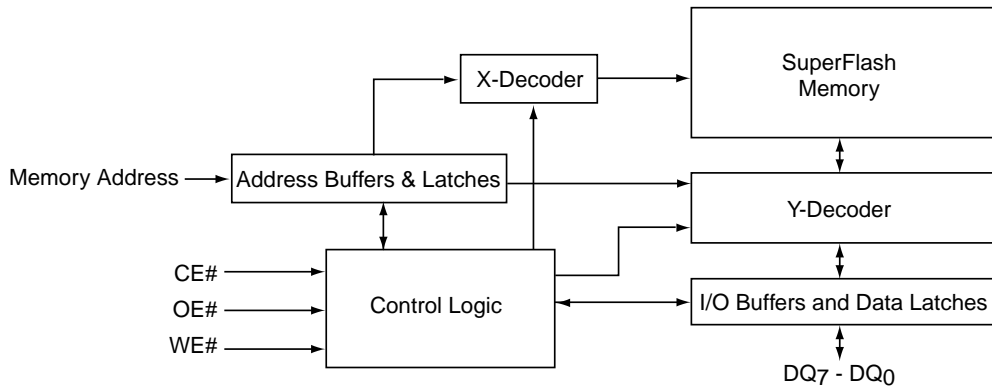 SuperFlash
Memory
X-Decoder
Memory Address
Address Buffers & Latches
Y-Decoder
CE#
OE#
WE#
Control Logic
I/O Buffers and Data Latches
DQ7 - DQ0